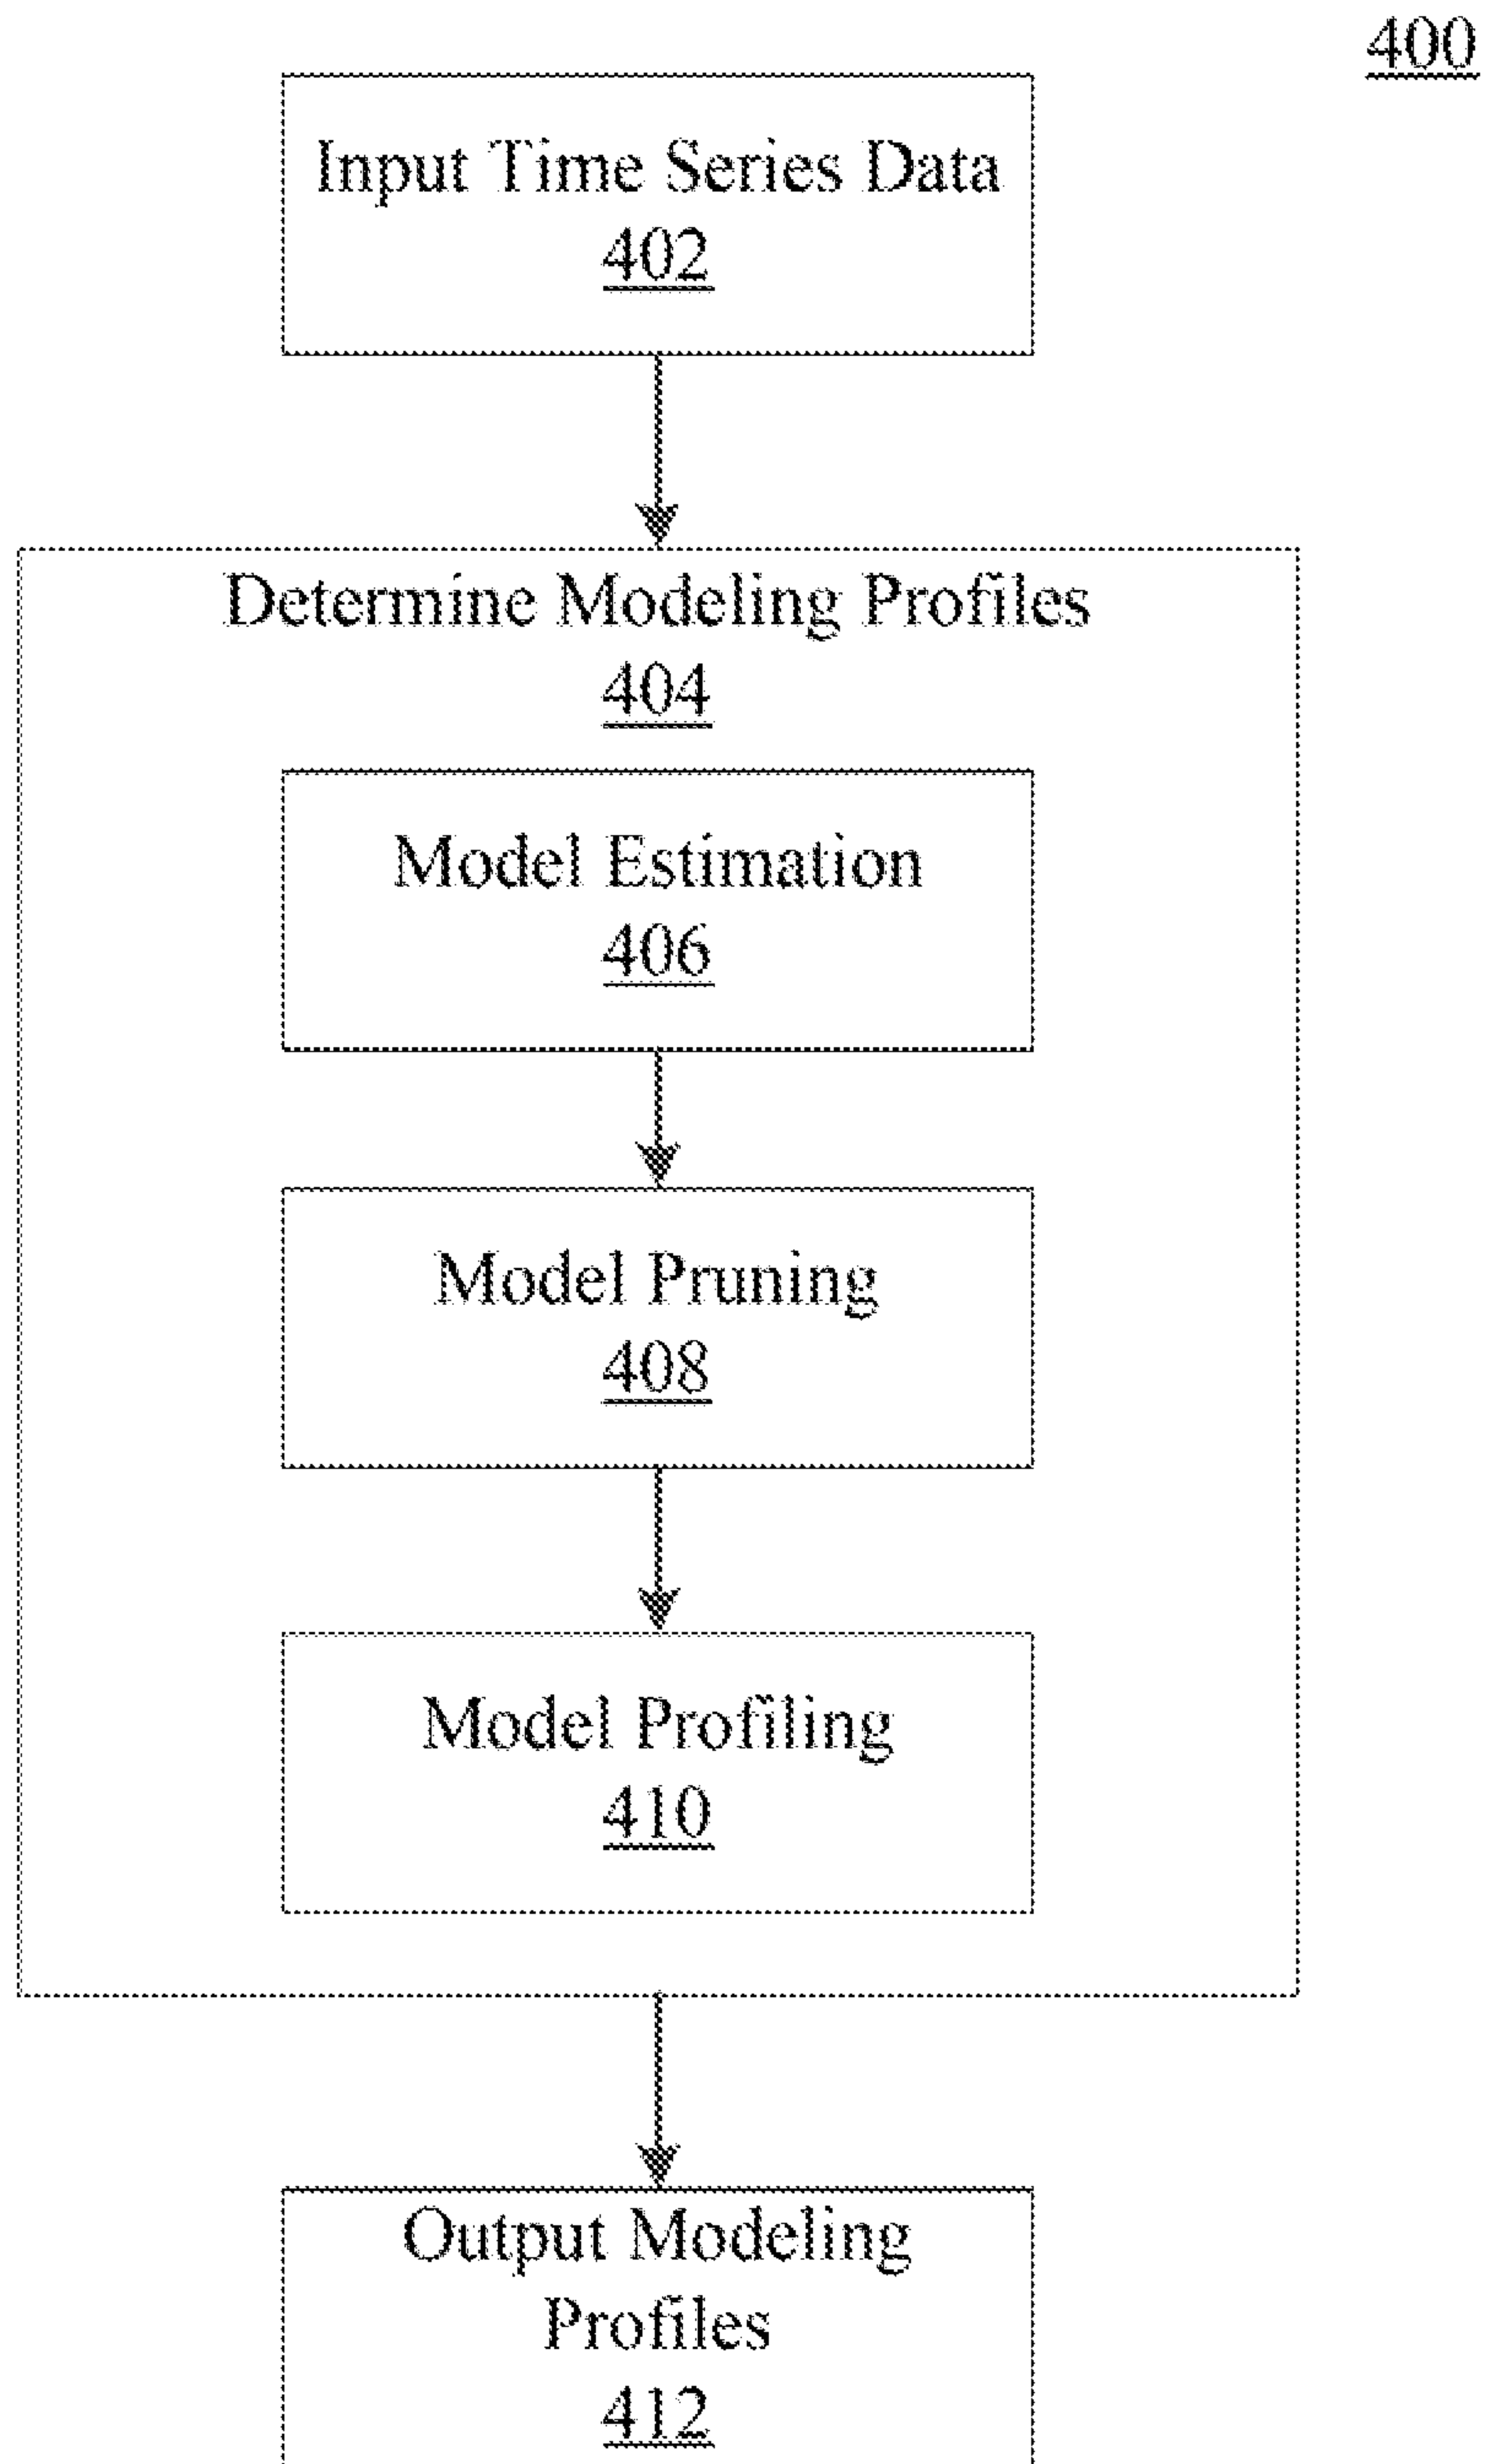 400
Input Time Series Data
402
Determine Modeling Profiles
404
Model Estimation
406
Model Pruning
408
Model Profiling
410
Output Modeling
Profiles
412